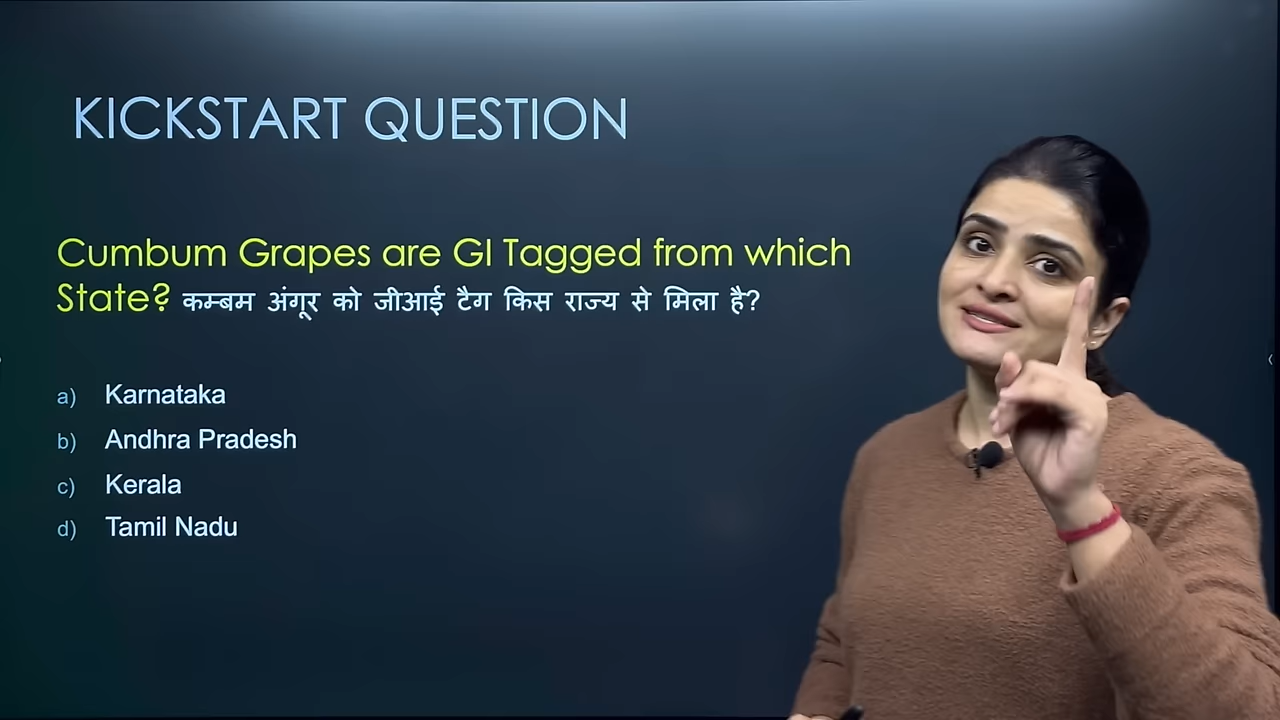 KICKSTART QUESTION
Cumbum Grapes are GI Tagged from which
State? कम्बम अंगूर को जीआई टैग किस राज्य से मिला है?
a) Karnataka
b) Andhra Pradesh
c) Kerala
d) Tamil Nadu